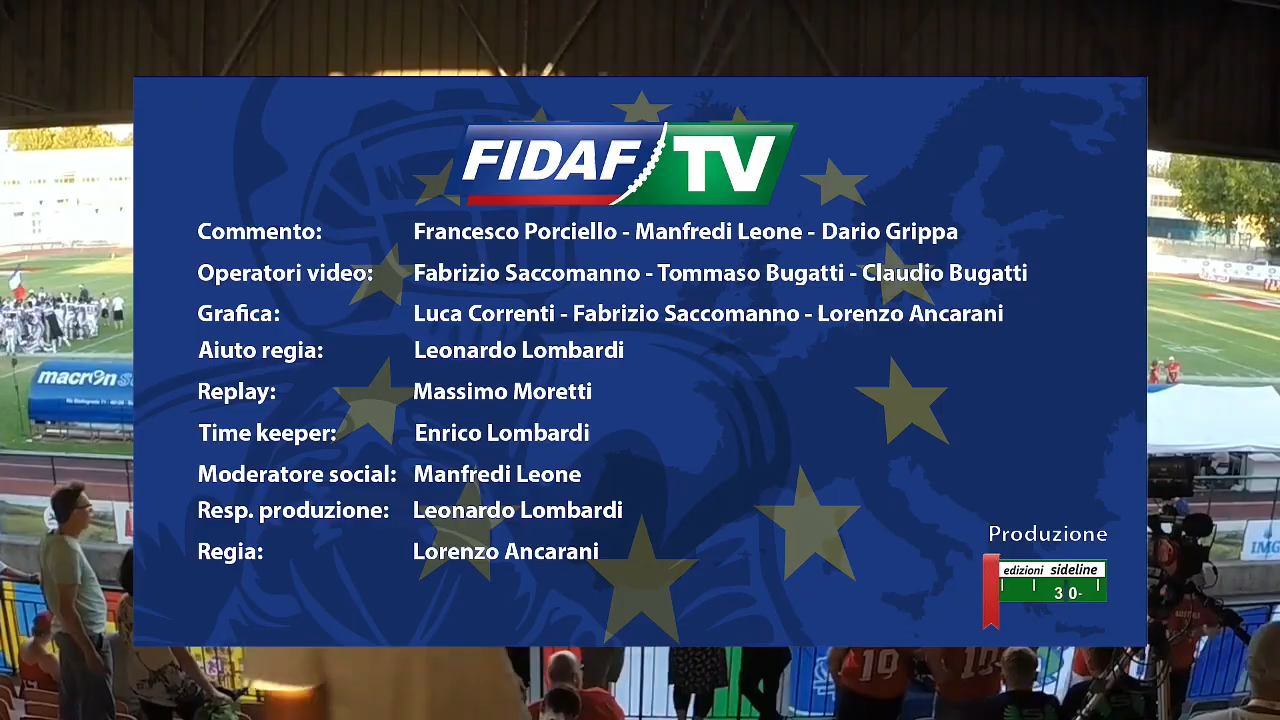 FIDAF TV
Commento: Francesco Porciello - Manfredi Leone - Dario Grippa
Operatori video: Fabrizio Saccomanno - Tommaso Bugatti - Claudio Bugatti
Grafica: Luca Correnti - Fabrizio Saccomanno - Lorenzo Ancarani
Aiuto regia: Leonardo Lombardi
Replay: Massimo Moretti
Time keeper: Enrico Lombardi
Moderatore social: Manfredi Leone
Resp. produzione: Leonardo Lombardi
Regia: Lorenzo Ancarani
Produzione
edizioni sideline
30-
macron
IMG
19